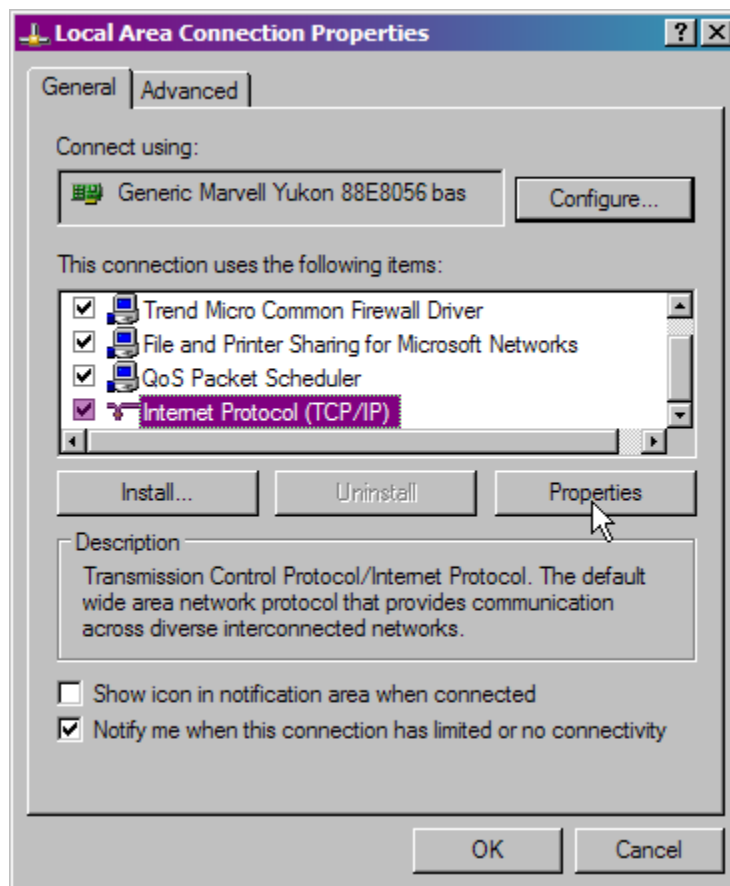 Local Area Connection Properties
General
Advanced
Connect using:
Generic Marvell Yukon 88E8056 bas
Configure...
This connection uses the following items:
Trend Micro Common Firewall Driver
File and Printer Sharing for Microsoft Networks
QoS Packet Scheduler
Internet Protocol (TCP/IP)
Install...
Uninstall
Properties
Description
Transmission Control Protocol/Internet Protocol. The default
wide area network protocol that provides communication
across diverse interconnected networks.
Show icon in notification area when connected
Notify me when this connection has limited or no connectivity
OK
Cancel